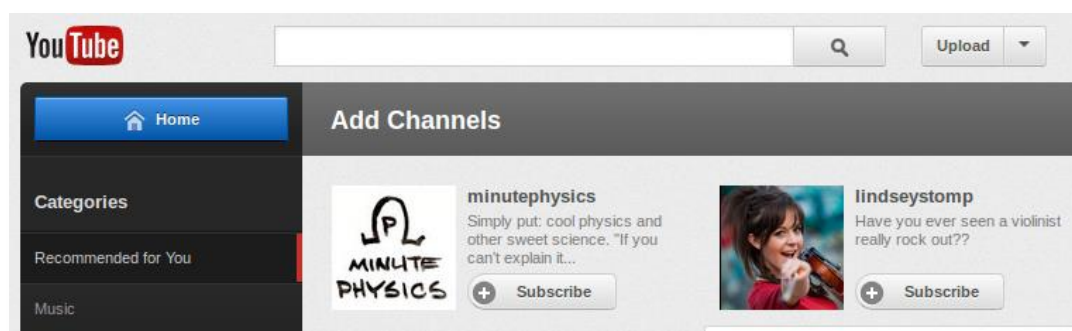 YouTube
Upload
Home
Add Channels
Categories
Recommended for You
Music
P
MINUTE
PHYSICS
minutephysics
Simply put: cool physics and
other sweet science. "If you
can't explain it...
Subscribe
lindseystomp
Have you ever seen a violinist
really rock out??
Subscribe